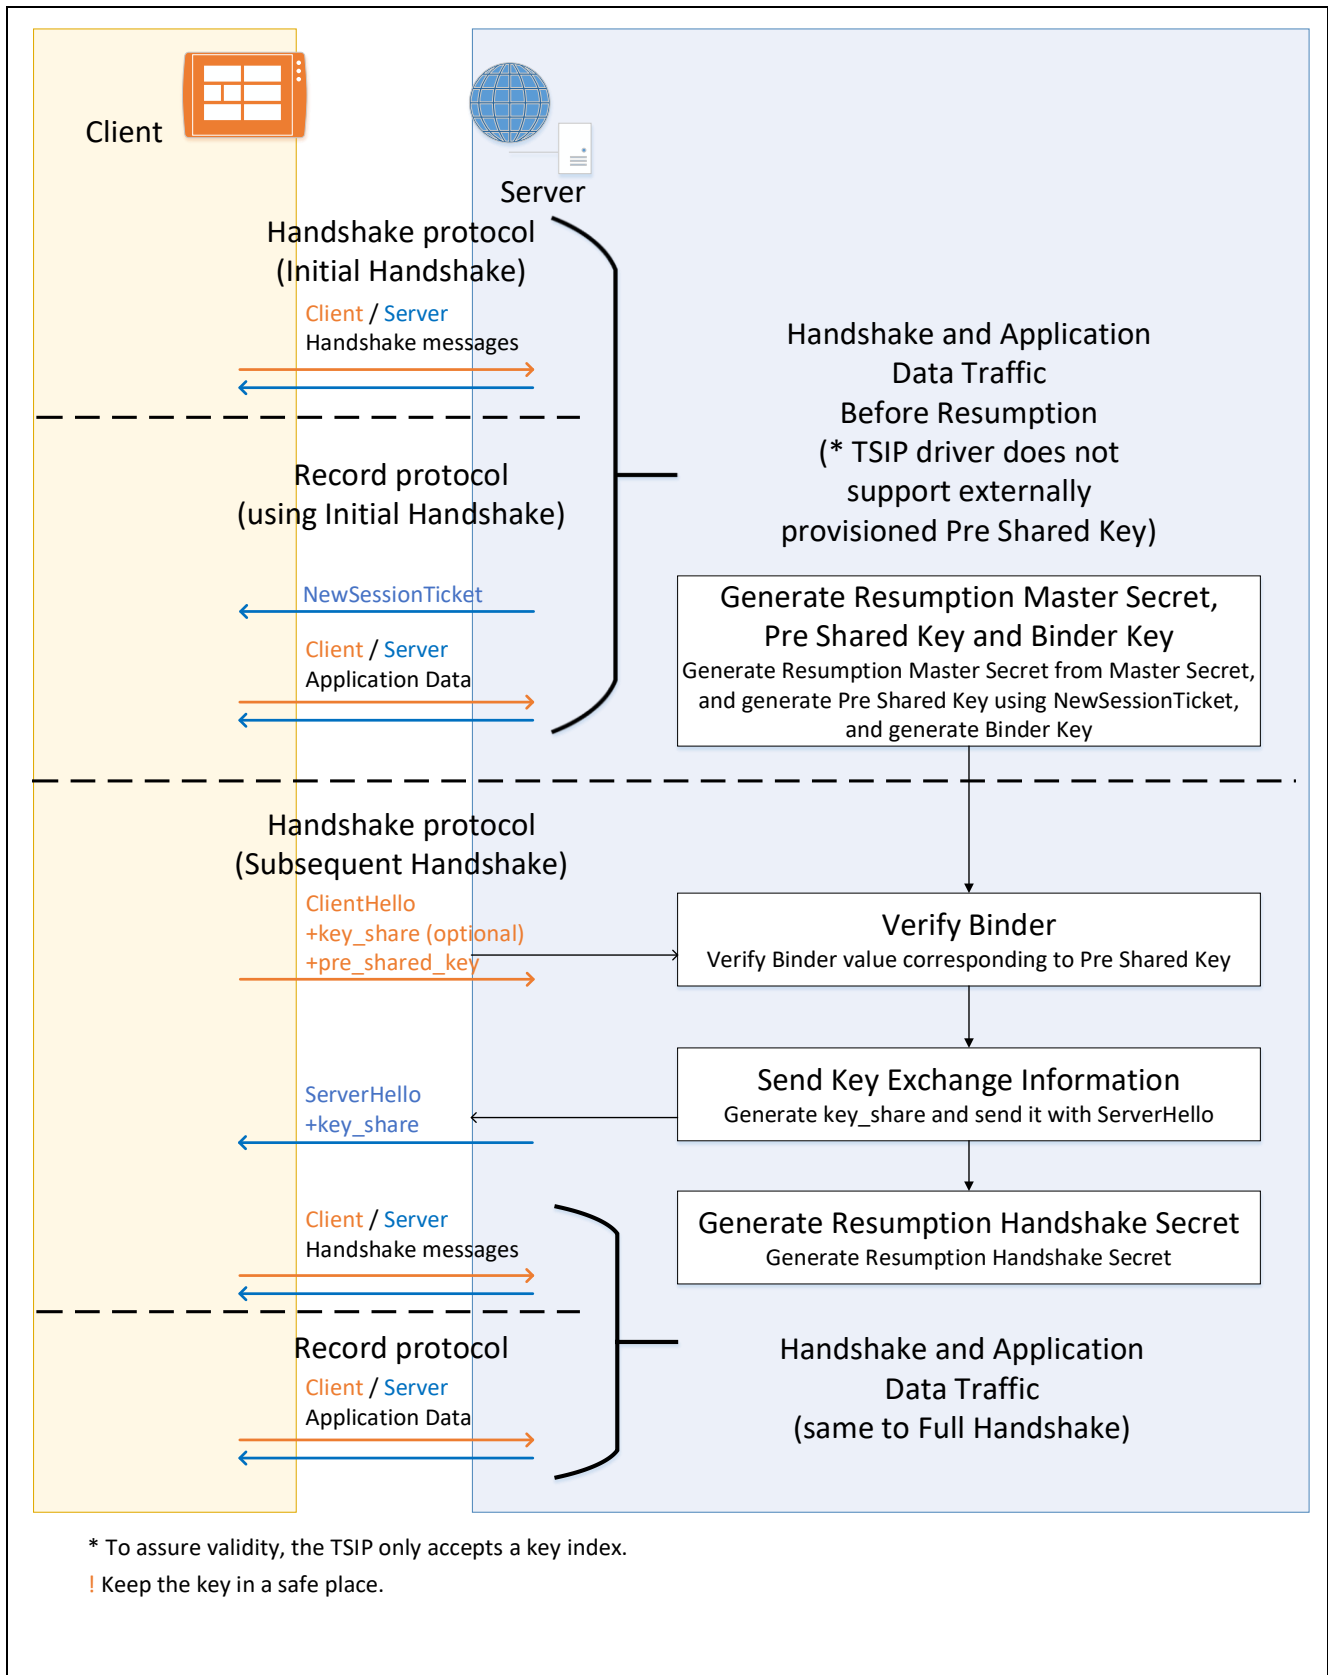 Client
Server
Handshake protocol
(Initial Handshake)
Client / Server
Handshake messages
Handshake and Application
Data Traffic
Before Resumption
(* TSIP driver does not
support externally
provisioned Pre Shared Key)
Record protocol
(using Initial Handshake)
NewSessionTicket
Client / Server
Application Data
Generate Resumption Master Secret,
Pre Shared Key and Binder Key
Generate Resumption Master Secret from Master Secret,
and generate Pre Shared Key using NewSessionTicket,
and generate Binder Key
Handshake protocol
(Subsequent Handshake)
ClientHello
+key_share (optional)
+pre_shared_key
Verify Binder
Verify Binder value corresponding to Pre Shared Key
Send Key Exchange Information
Generate key_share and send it with ServerHello
ServerHello
+key_share
Generate Resumption Handshake Secret
Generate Resumption Handshake Secret
Client / Server
Handshake messages
Record protocol
Client / Server
Application Data
Handshake and Application
Data Traffic
(same to Full Handshake)
* To assure validity, the TSIP only accepts a key index.
! Keep the key in a safe place.